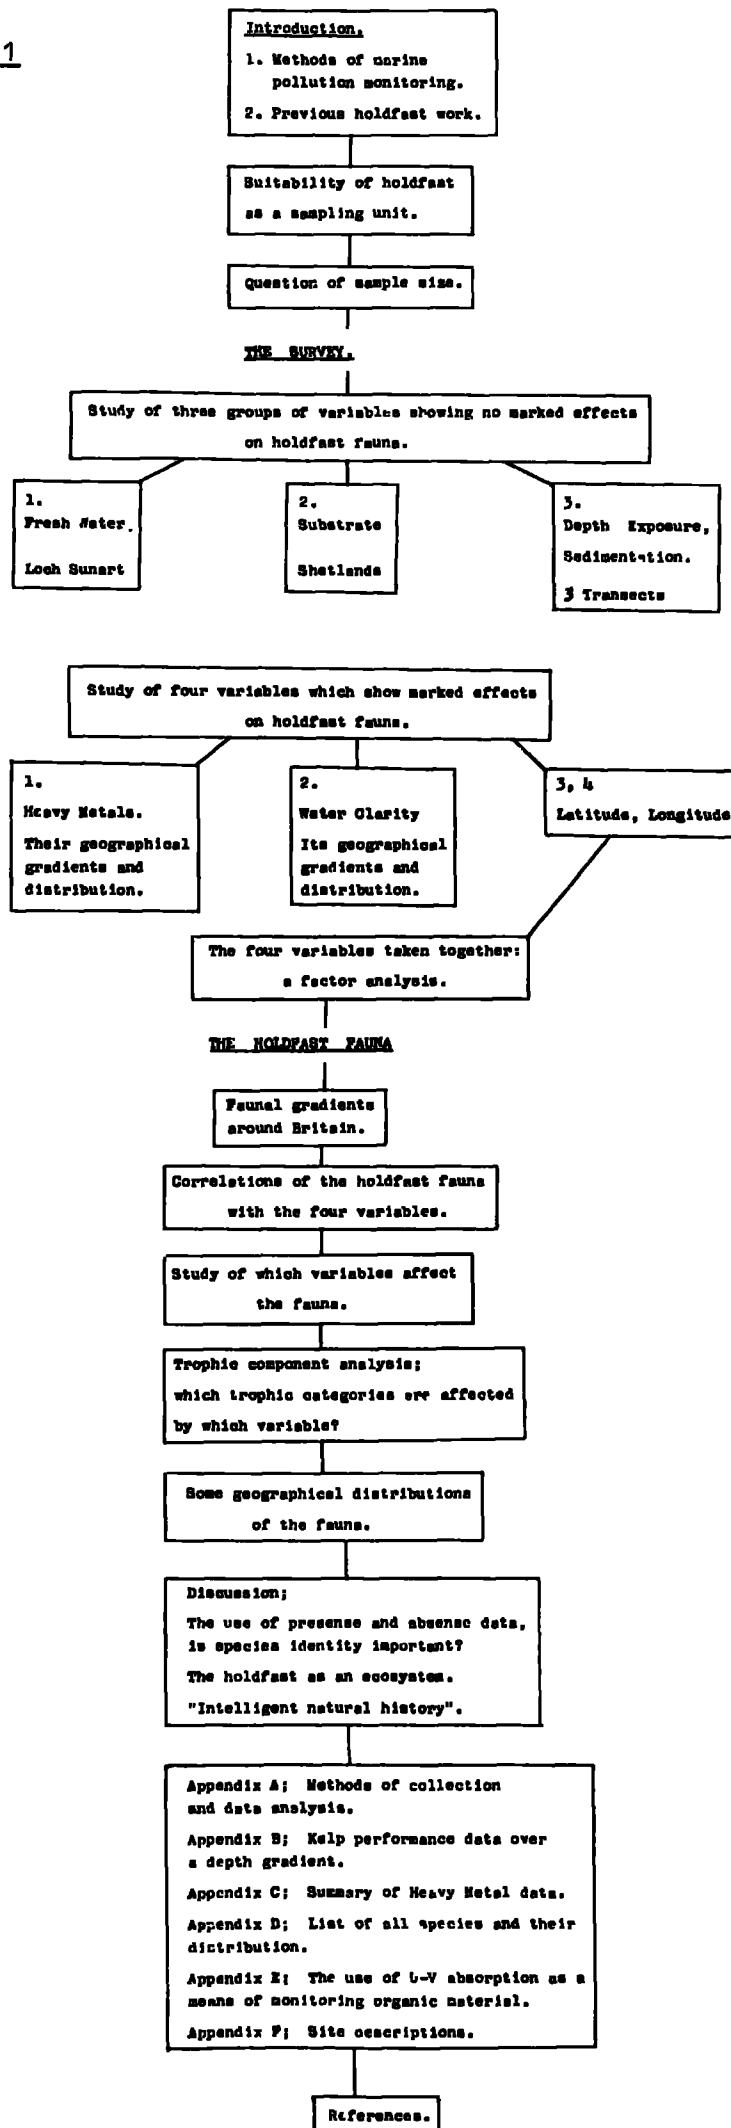 1
Introduction.
1. Methods of marine
pollution monitoring.
2. Previous holdfast work.
Suitability of holdfast
as a sampling unit.
Question of sample size.
THE SURVEY.
Study of three groups of variables showing no marked effects
on holdfast fauna.
1.
Fresh Water.
Loch Sunart
2.
Substrate
Shetlands
3.
Depth Exposure,
Sedimentation.
3 Transects
Study of four variables which show marked effects
on holdfast fauna.
1.
Heavy Metals.
Their geographical
gradients and
distribution.
2.
Water Clarity
Its geographical
gradients and
distribution.
3, 4
Latitude, Longitude
The four variables taken together:
a factor analysis.
THE HOLDFAST FAUNA
Faunal gradients
around Britain.
Correlations of the holdfast fauna
with the four variables.
Study of which variables affect
the fauna.
Trophic component analysis;
which trophic categories are affected
by which variable?
Some geographical distributions
of the fauna.
Discussion;
The use of presense and absense data,
is species identity important?
The holdfast as an ecosystem.
"Intelligent natural history".
Appendix A; Methods of collection
and data analysis.
Appendix B; Kelp performance data over
a depth gradient.
Appendix C; Summary of Heavy Metal data.
Appendix D; List of all species and their
distribution.
Appendix E; The use of U-V absorption as a
means of monitoring organic material.
Appendix F; Site descriptions.
References.